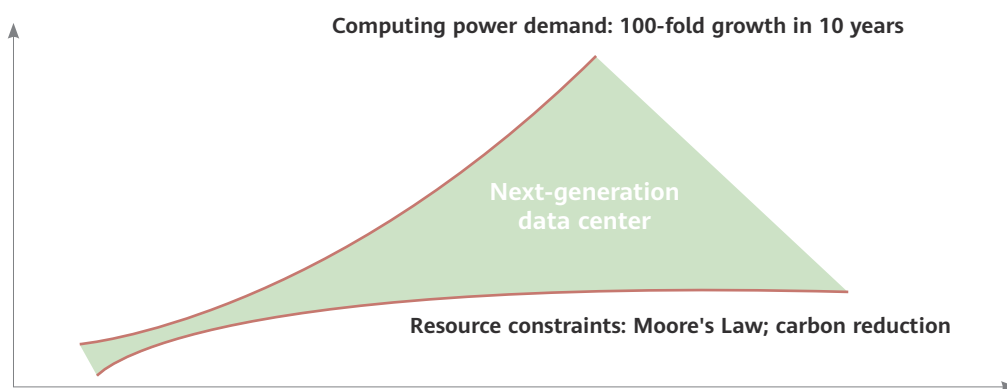 Computing power demand: 100-fold growth in 10 years
Next-generation
data center
Resource constraints: Moore's Law; carbon reduction